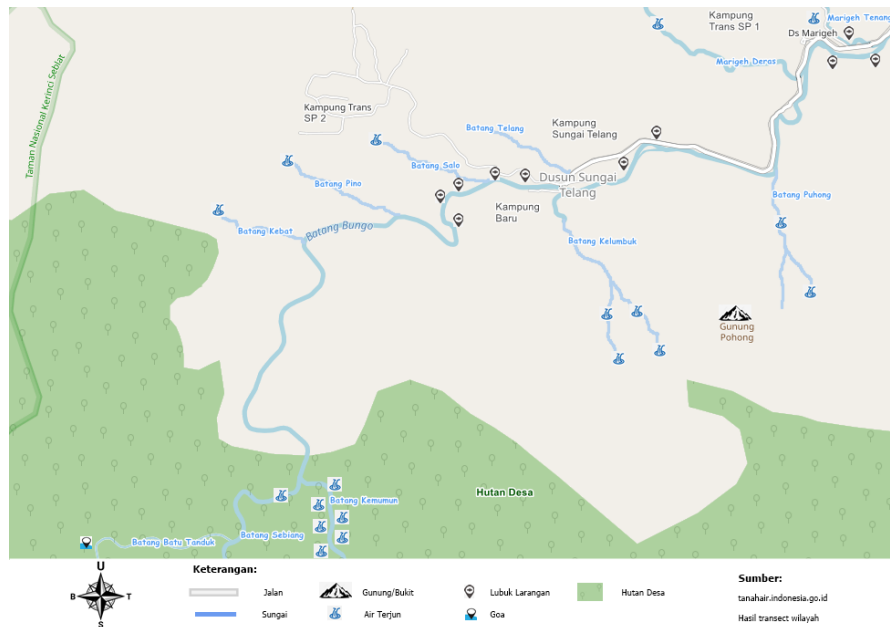 Marigeh Tenang
Kampung
Trans SP 1
Ds Marigeh
Marigeh Deras
Taman Nasional Kerinci Seblat
Kampung Trans
SP 2
Batang Telang
Kampung
Sungai Telang
Batang Salo
Dusun Sungai
Telang
Batang Pino
Batang Puhong
Kampung
Baru
Batang Kebat
Batang Bungo
Batang Kelumbuk
Gunung
Pohong
Hutan Desa
Batang Kemumun
Batang Sebiang
Batang Batu Tanduk
U
B
T
S
Keterangan:
Jalan
Gunung/Bukit
Lubuk Larangan
Hutan Desa
Sungai
Air Terjun
Goa
Sumber:
tanahair.indonesia.go.id
Hasil transect wilayah